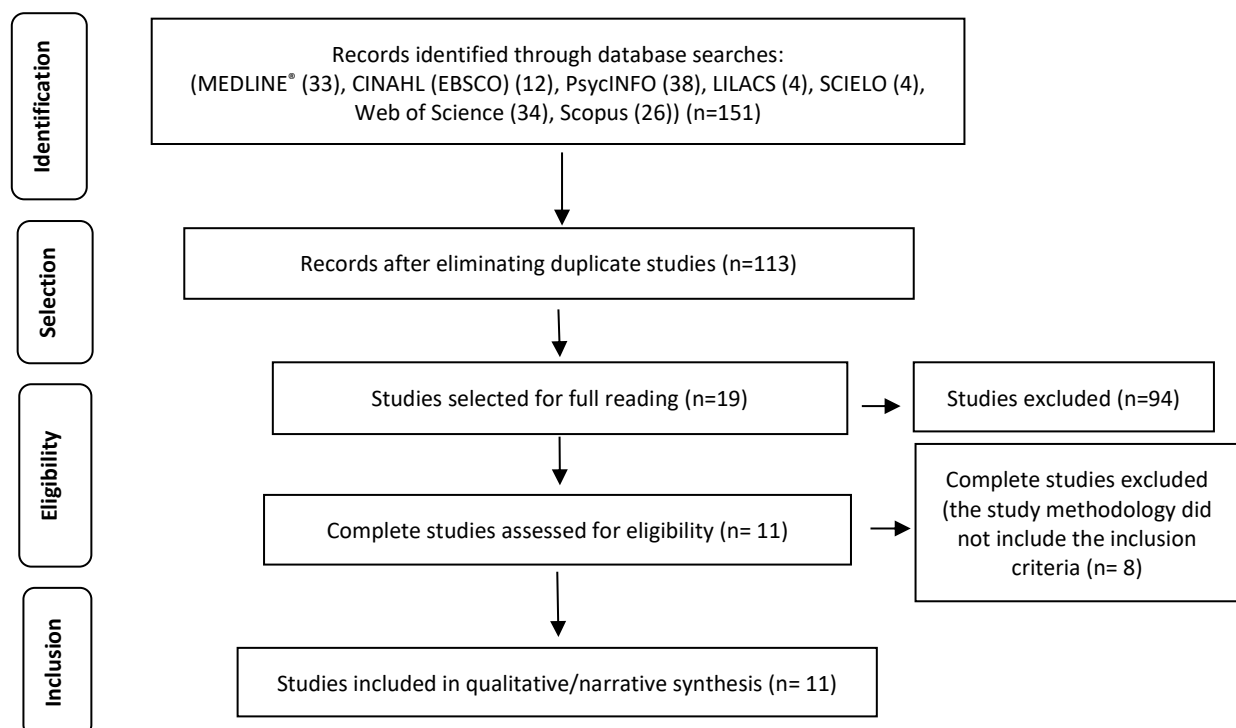 Identification
Records identified through database searches:
(MEDLINE® (33), CINAHL (EBSCO) (12), PsycINFO (38), LILACS (4), SCIELO (4),
Web of Science (34), Scopus (26)) (n=151)
Selection
Records after eliminating duplicate studies (n=113)
Eligibility
Studies selected for full reading (n=19)
Studies excluded (n=94)
Complete studies assessed for eligibility (n= 11)
Complete studies excluded
(the study methodology did
not include the inclusion
criteria (n= 8)
Inclusion
Studies included in qualitative/narrative synthesis (n= 11)